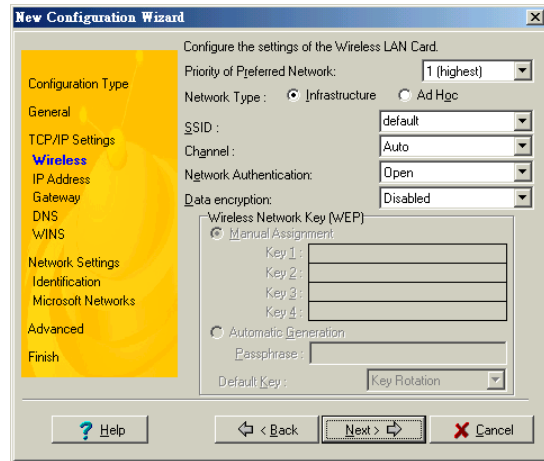 New Configuration Wizard
Configuration Type
General
TCP/IP Settings
Wireless
IP Address
Gateway
DNS
WINS
Network Settings
Identification
Microsoft Networks
Advanced
Finish
Configure the settings of the Wireless LAN Card.
Priority of Preferred Network: 1 (highest)
Network Type : Infrastructure Ad Hoc
SSID : default
Channel : Auto
Network Authentication: Open
Data encryption: Disabled
Wireless Network Key (WEP)
Manual Assignment
Key 1 :
Key 2 :
Key 3 :
Key 4 :
Automatic Generation
Passphrase :
Default Key : Key Rotation
? Help < Back Next > Cancel